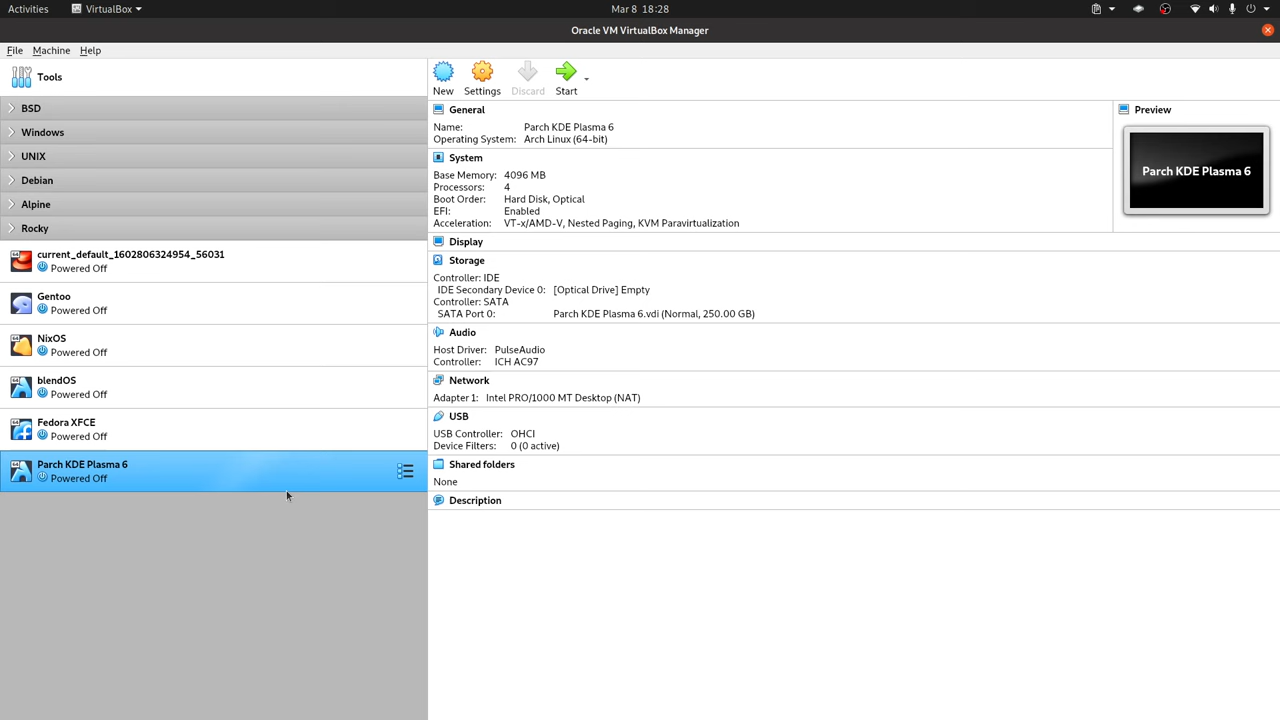 Activities VirtualBox Mar 8 18:28
Oracle VM VirtualBox Manager
File Machine Help
Tools
BSD
Windows
UNIX
Debian
Alpine
Rocky
current_default_1602806324954_56031
Powered Off
Gentoo
Powered Off
NixOS
Powered Off
blendOS
Powered Off
Fedora XFCE
Powered Off
Parch KDE Plasma 6
Powered Off
New Settings Discard Start
General
Name: Parch KDE Plasma 6
Operating System: Arch Linux (64-bit)
System
Base Memory: 4096 MB
Processors: 4
Boot Order: Hard Disk, Optical
EFI: Enabled
Acceleration: VT-x/AMD-V, Nested Paging, KVM Paravirtualization
Display
Storage
Controller: IDE
IDE Secondary Device 0: [Optical Drive] Empty
Controller: SATA
SATA Port 0: Parch KDE Plasma 6.vdi (Normal, 250.00 GB)
Audio
Host Driver: PulseAudio
Controller: ICH AC97
Network
Adapter 1: Intel PRO/1000 MT Desktop (NAT)
USB
USB Controller: OHCI
Device Filters: 0 (0 active)
Shared folders
None
Description
Preview
Parch KDE Plasma 6